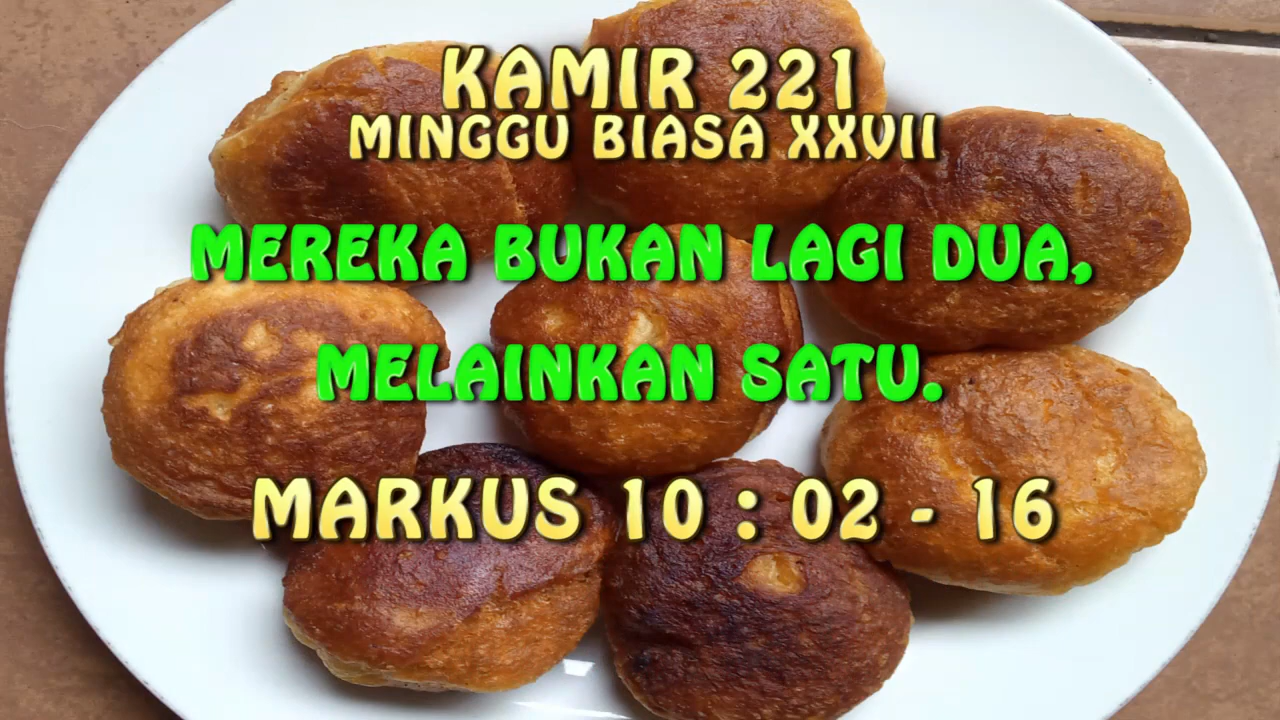 KAMIR 221
MINGGU BIASA XXVII
MEREKA BUKAN LAGI DUA,
MELAINKAN SATU.
MARKUS 10 : 02 - 16